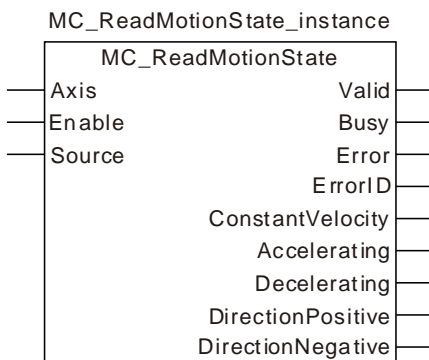 MC_ReadMotionState_instance
MC_ReadMotionState
Axis Valid
Enable Busy
Source Error
ErrorID
ConstantVelocity
Accelerating
Decelerating
DirectionPositive
DirectionNegative